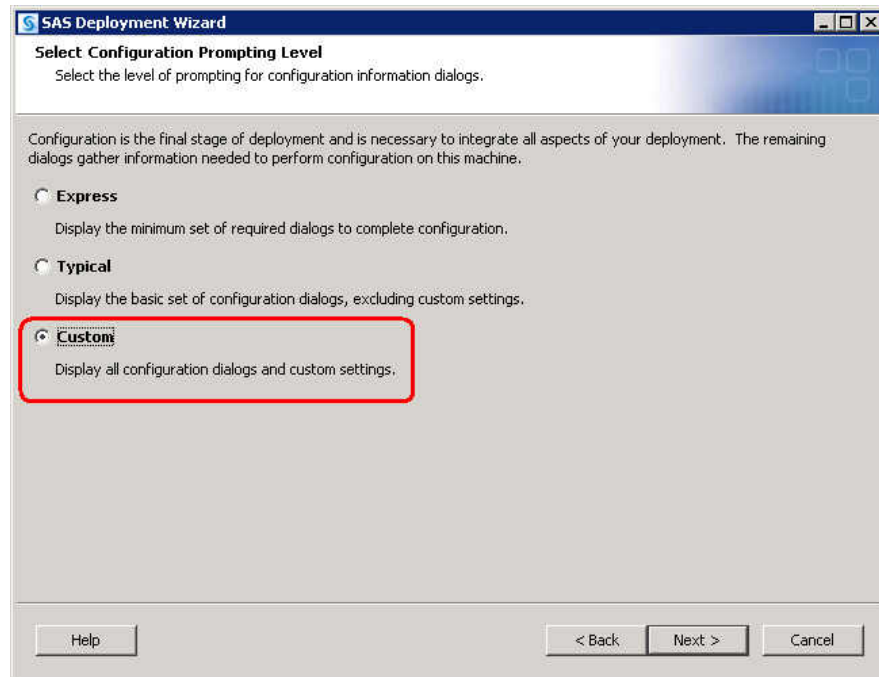 SAS Deployment Wizard
Select Configuration Prompting Level
Select the level of prompting for configuration information dialogs.
Configuration is the final stage of deployment and is necessary to integrate all aspects of your deployment. The remaining
dialogs gather information needed to perform configuration on this machine.
Express
Display the minimum set of required dialogs to complete configuration.
Typical
Display the basic set of configuration dialogs, excluding custom settings.
Custom
Display all configuration dialogs and custom settings.
Help
< Back
Next >
Cancel